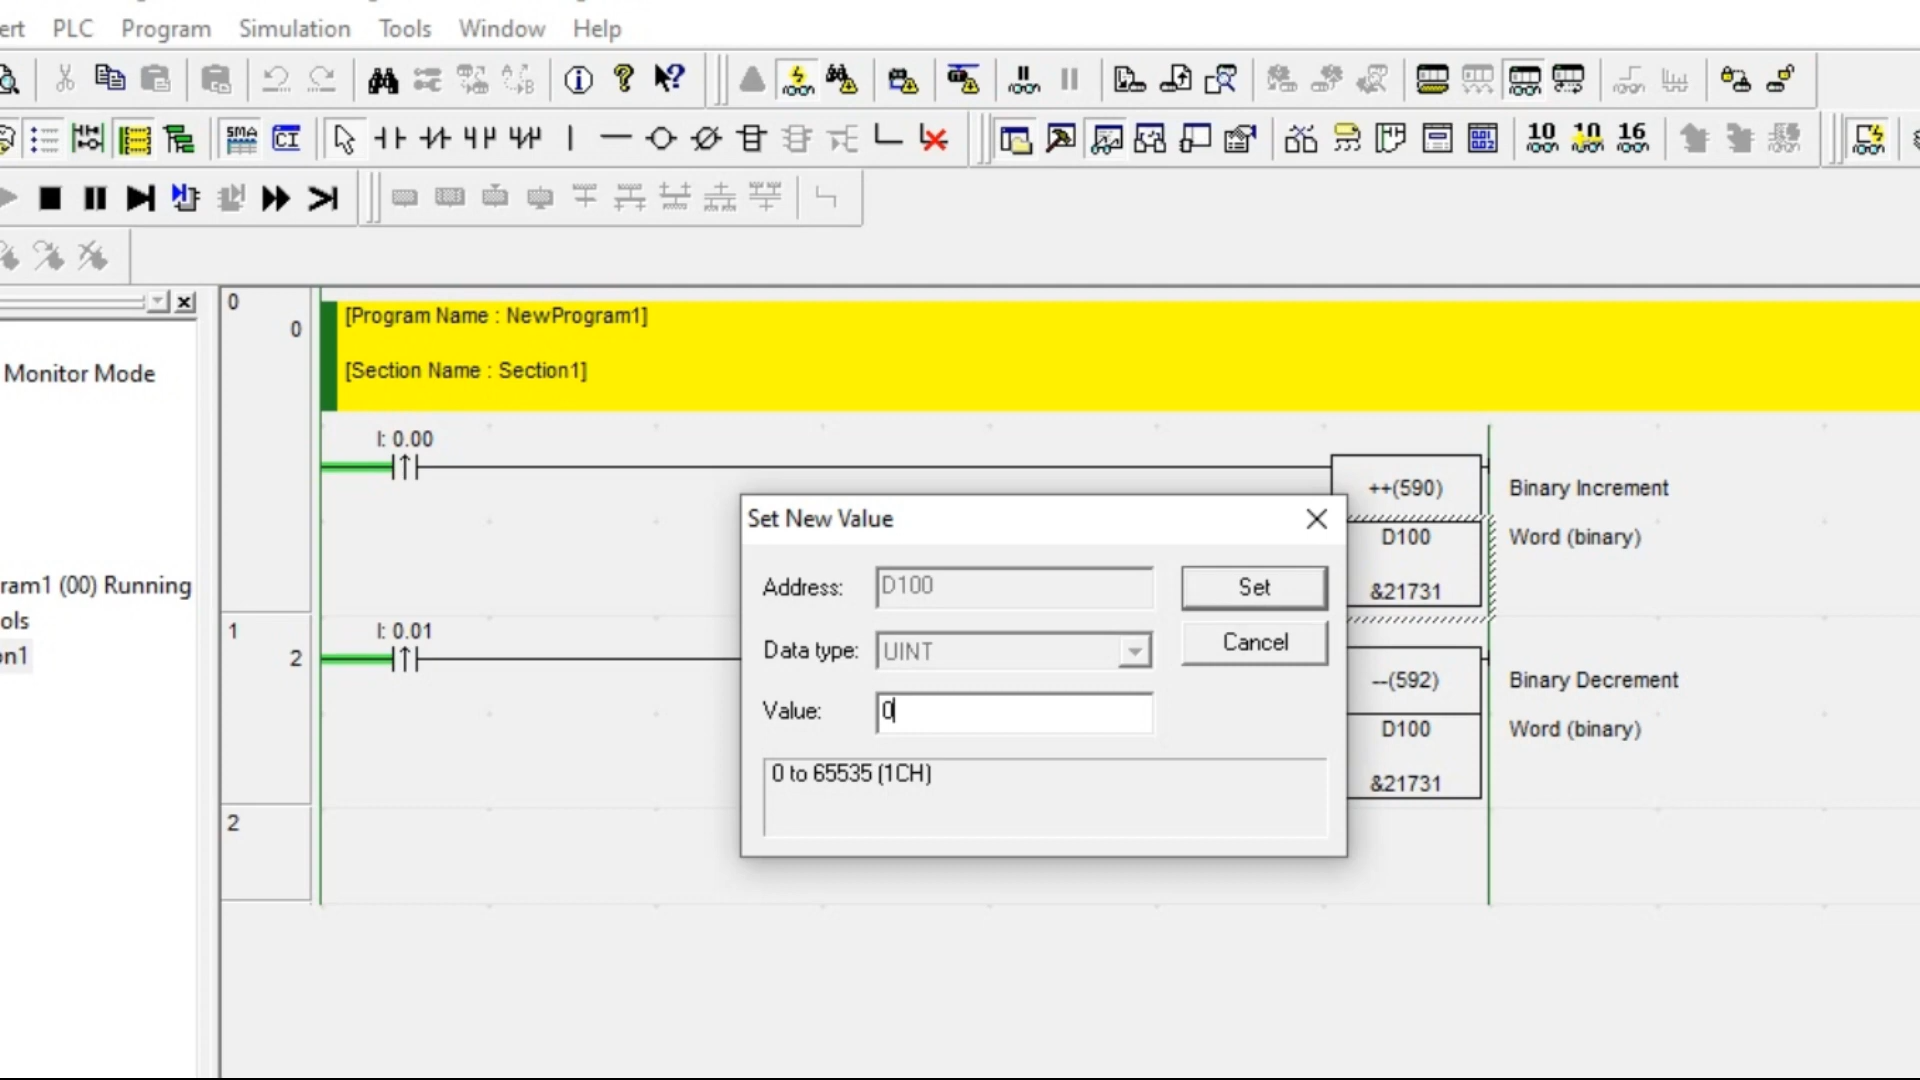 ert PLC Program Simulation Tools Window Help
SMA CI 10 10 16
Monitor Mode
ram1 (00) Running
ols
on1
0
0
[Program Name : NewProgram1]
[Section Name : Section1]
I: 0.00
++(590)
Binary Increment
D100
Word (binary)
&21731
1
2
I: 0.01
--(592)
Binary Decrement
D100
Word (binary)
&21731
2
Set New Value
Address: D100
Set
Data type: UINT
Cancel
Value: 0
0 to 65535 (1CH)